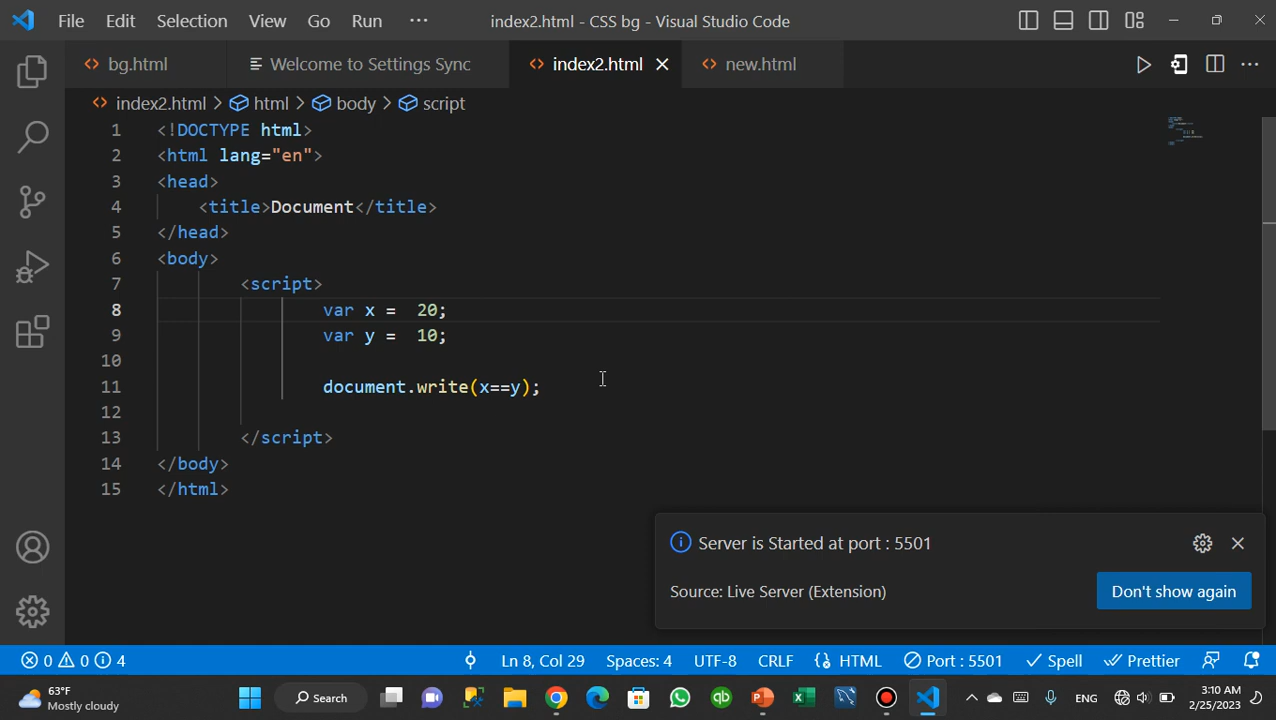 File Edit Selection View Go Run ··· index2.html - CSS bg - Visual Studio Code
bg.html Welcome to Settings Sync index2.html new.html
index2.html > html > body > script
1 <!DOCTYPE html>
2 <html lang="en">
3 <head>
4 <title>Document</title>
5 </head>
6 <body>
7 <script>
8 var x = 20;
9 var y = 10;
10
11 document.write(x==y);
12
13 </script>
14 </body>
15 </html>
Server is Started at port : 5501
Source: Live Server (Extension) Don't show again
0 0 4 Ln 8, Col 29 Spaces: 4 UTF-8 CRLF HTML Port : 5501 Spell Prettier
63°F
Mostly cloudy
Search
ENG
3:10 AM
2/25/2023